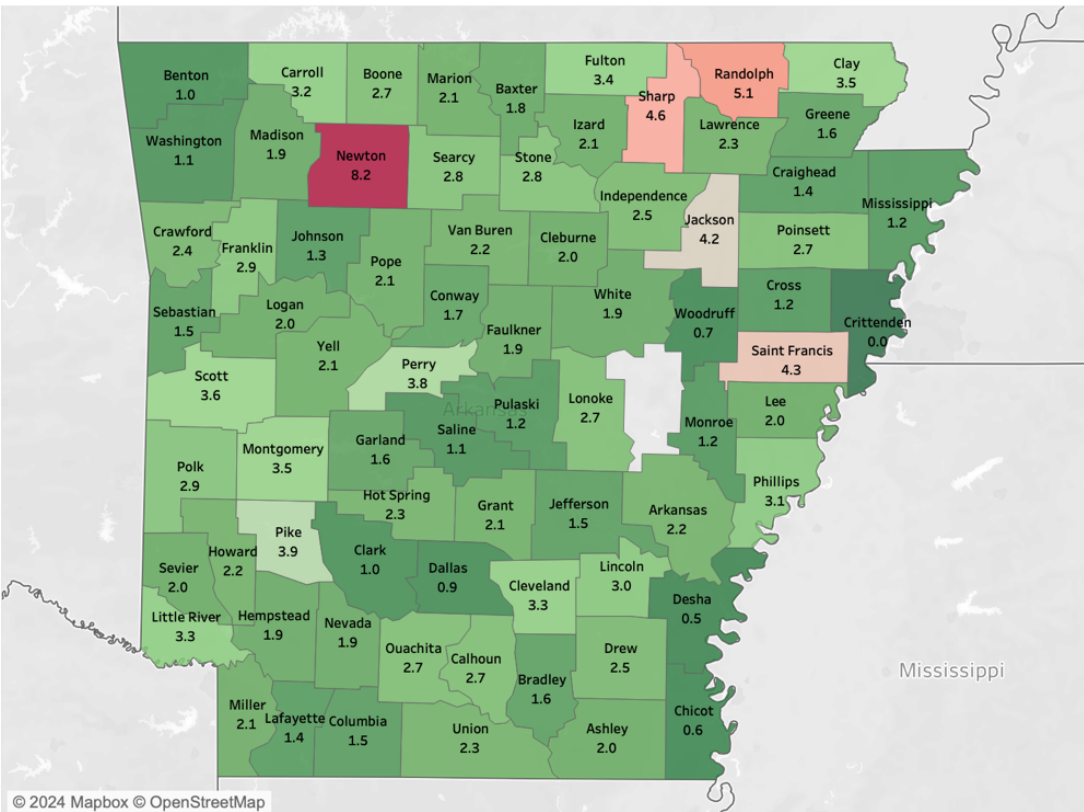 Benton
1.0
Carroll
3.2
Boone
2.7
Marion
2.1
Baxter
1.8
Fulton
3.4
Sharp
4.6
Randolph
5.1
Clay
3.5
Washington
1.1
Madison
1.9
Newton
8.2
Searcy
2.8
Stone
2.8
Izard
2.1
Lawrence
2.3
Greene
1.6
Independence
2.5
Jackson
4.2
Craighead
1.4
Mississippi
1.2
Crawford
2.4
Franklin
2.9
Johnson
1.3
Pope
2.1
Van Buren
2.2
Cleburne
2.0
Poinsett
2.7
Sebastian
1.5
Logan
2.0
Conway
1.7
White
1.9
Woodruff
0.7
Cross
1.2
Crittenden
0.0
Yell
2.1
Faulkner
1.9
Saint Francis
4.3
Scott
3.6
Perry
3.8
Arkansas
Pulaski
1.2
Lonoke
2.7
Lee
2.0
Saline
1.1
Garland
1.6
Monroe
1.2
Polk
2.9
Montgomery
3.5
Hot Spring
2.3
Grant
2.1
Jefferson
1.5
Arkansas
2.2
Phillips
3.1
Sevier
2.0
Howard
2.2
Pike
3.9
Clark
1.0
Dallas
0.9
Cleveland
3.3
Lincoln
3.0
Desha
0.5
Little River
3.3
Hempstead
1.9
Nevada
1.9
Ouachita
2.7
Calhoun
2.7
Bradley
1.6
Drew
2.5
Mississippi
Miller
2.1
Lafayette
1.4
Columbia
1.5
Union
2.3
Ashley
2.0
Chicot
0.6
© 2024 Mapbox © OpenStreetMap